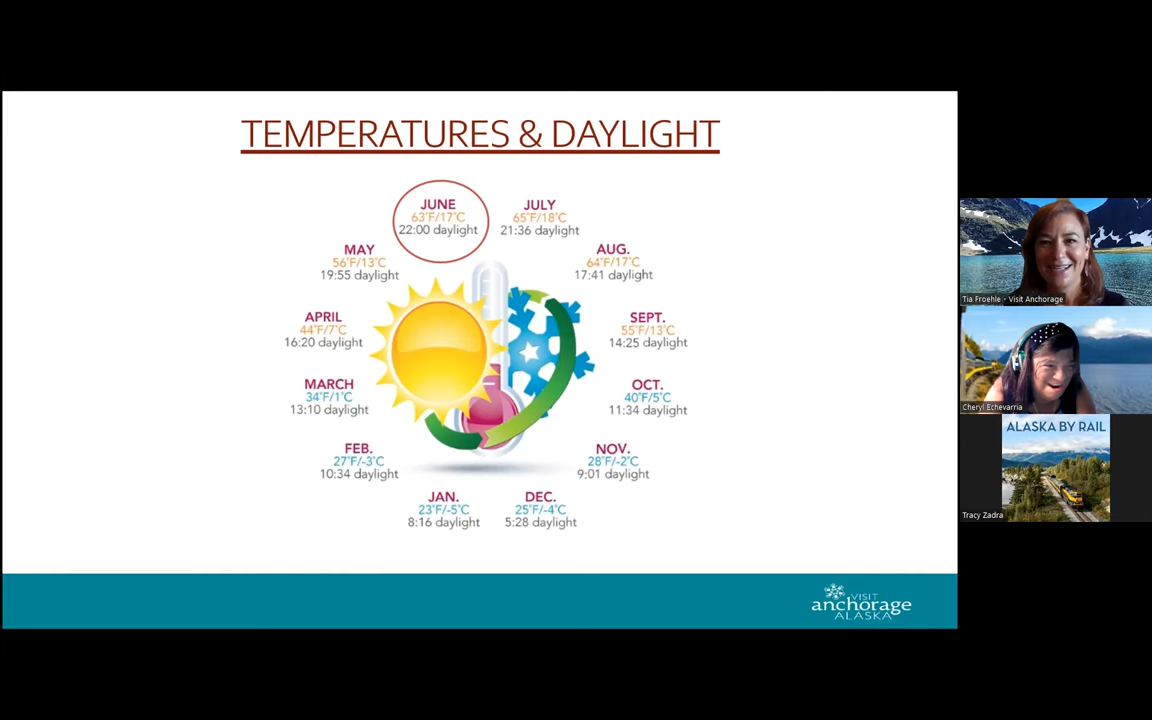 TEMPERATURES & DAYLIGHT
JUNE
63°F/17°C
22:00 daylight
JULY
65°F/18°C
21:36 daylight
MAY
56°F/13°C
19:55 daylight
AUG.
64°F/17°C
17:41 daylight
APRIL
44°F/7°C
16:20 daylight
SEPT.
55°F/13°C
14:25 daylight
MARCH
34°F/1°C
13:10 daylight
OCT.
40°F/5°C
11:34 daylight
FEB.
27°F/-3°C
10:34 daylight
NOV.
28°F/-2°C
9:01 daylight
JAN.
23°F/-5°C
8:16 daylight
DEC.
25°F/-4°C
5:28 daylight
VISIT
anchorage
ALASKA
Tia Froehle - Visit Anchorage
Cheryl Echevarria
ALASKA BY RAIL
Tracy Zadra